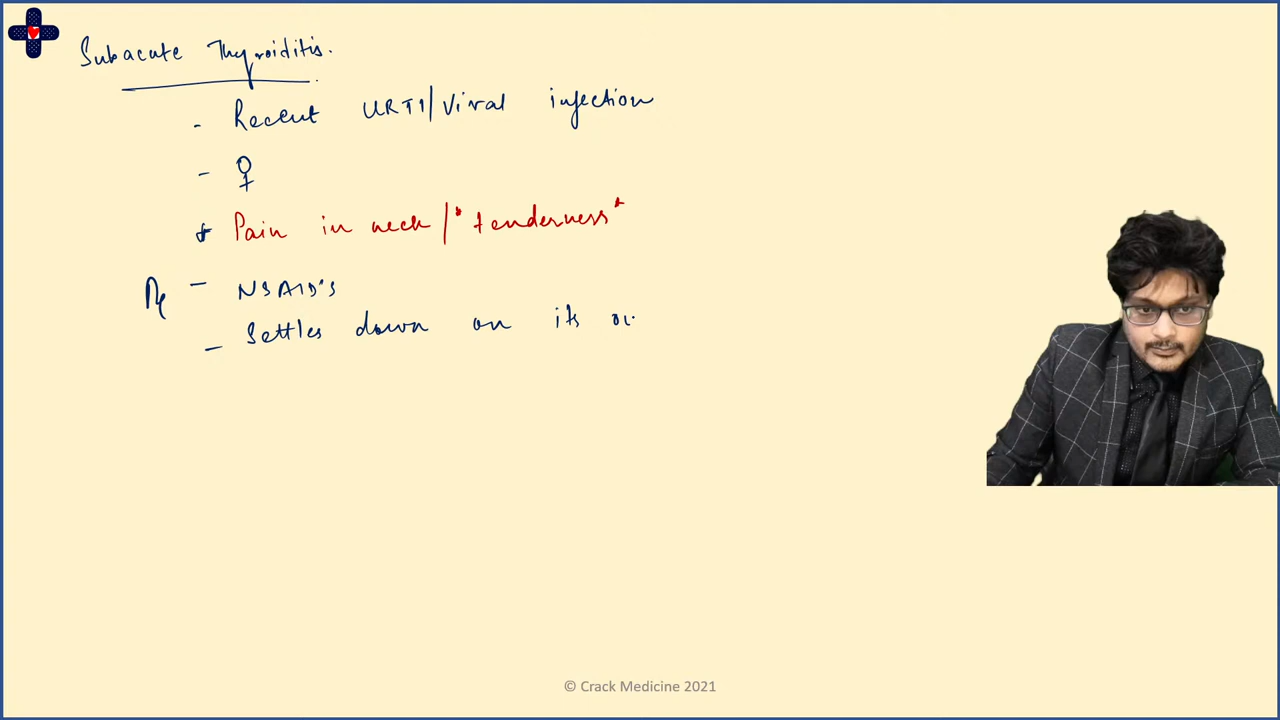 Subacute Thyroiditis.
- Recent URTI/Viral infection
- ♀
* Pain in neck / *tenderness*
Rx - NSAID's
- Settles down on its
© Crack Medicine 2021